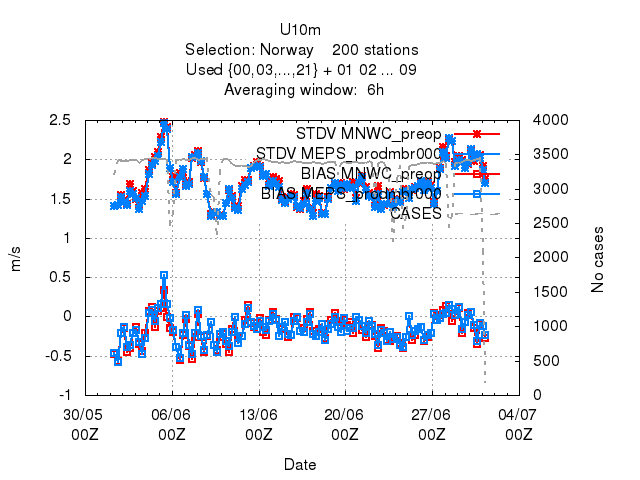 U10m
Selection: Norway 200 stations
Used {00,03,...,21} + 01 02 ... 09
Averaging window: 6h
STDV MNWC_preop
STDV MEPS_prodmbr000
BIAS MNWC_preop
BIAS MEPS_prodmbr000
CASES
2.5
2
1.5
1
0.5
0
-0.5
-1
m/s
4000
3500
3000
2500
2000
1500
1000
500
0
No cases
30/05 06/06 13/06 20/06 27/06 04/07
00Z 00Z 00Z 00Z 00Z 00Z
Date